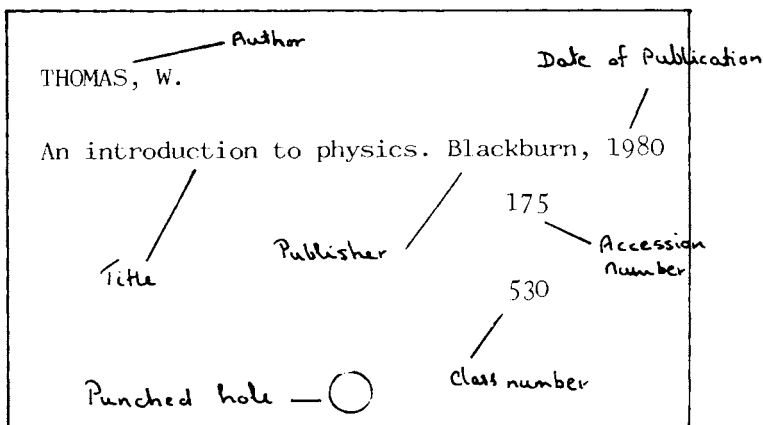 Author
THOMAS, W.
Date of Publication
An introduction to physics. Blackburn, 1980
175
Publisher
Accession
number
Title
530
Class number
Punched hole